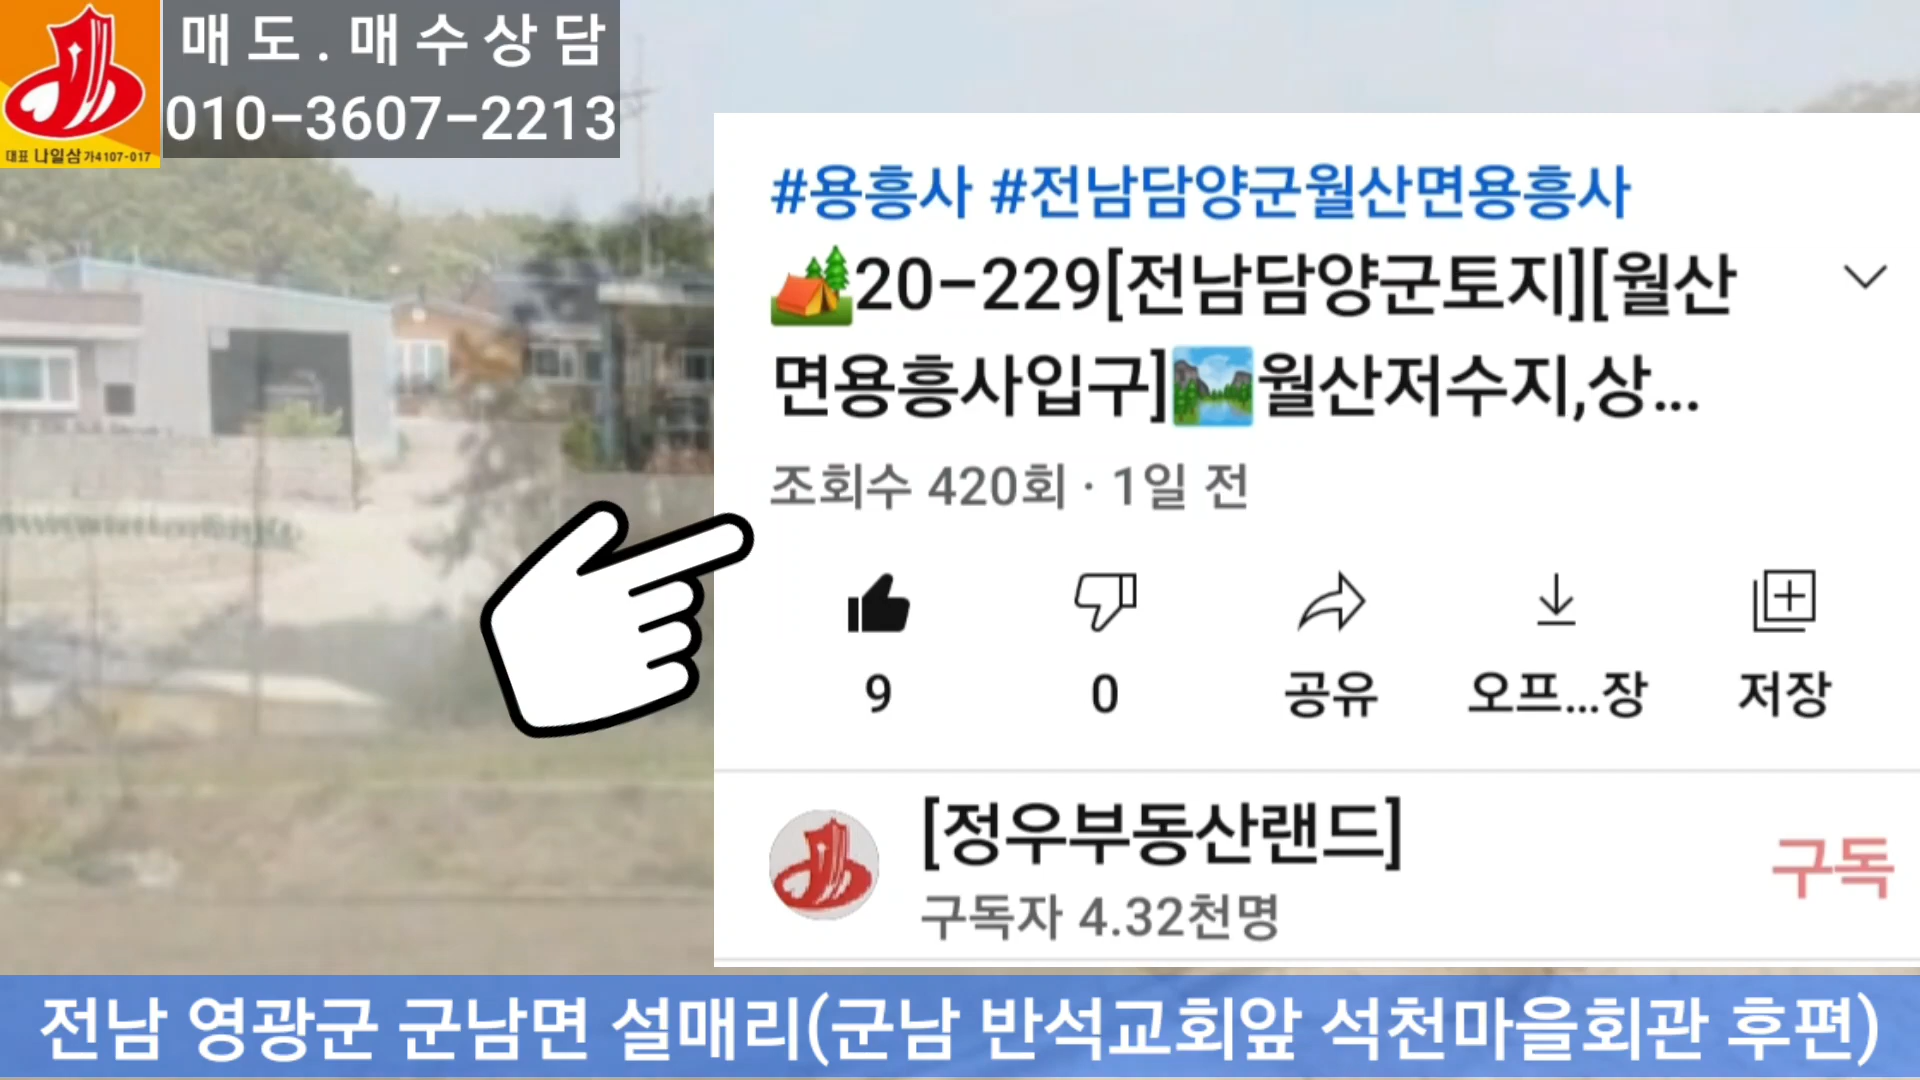 매도.매수상담
010-3607-2213
대표 나일삼 가4107-017
#용흥사 #전남담양군월산면용흥사
🏕️20-229[전남담양군토지][월산
면용흥사입구]🏞️월산저수지,상...
조회수 420회 · 1일 전
9
0
공유
오프...장
저장
[정우부동산랜드]
구독자 4.32천명
구독
전남 영광군 군남면 설매리(군남 반석교회앞 석천마을회관 후편)